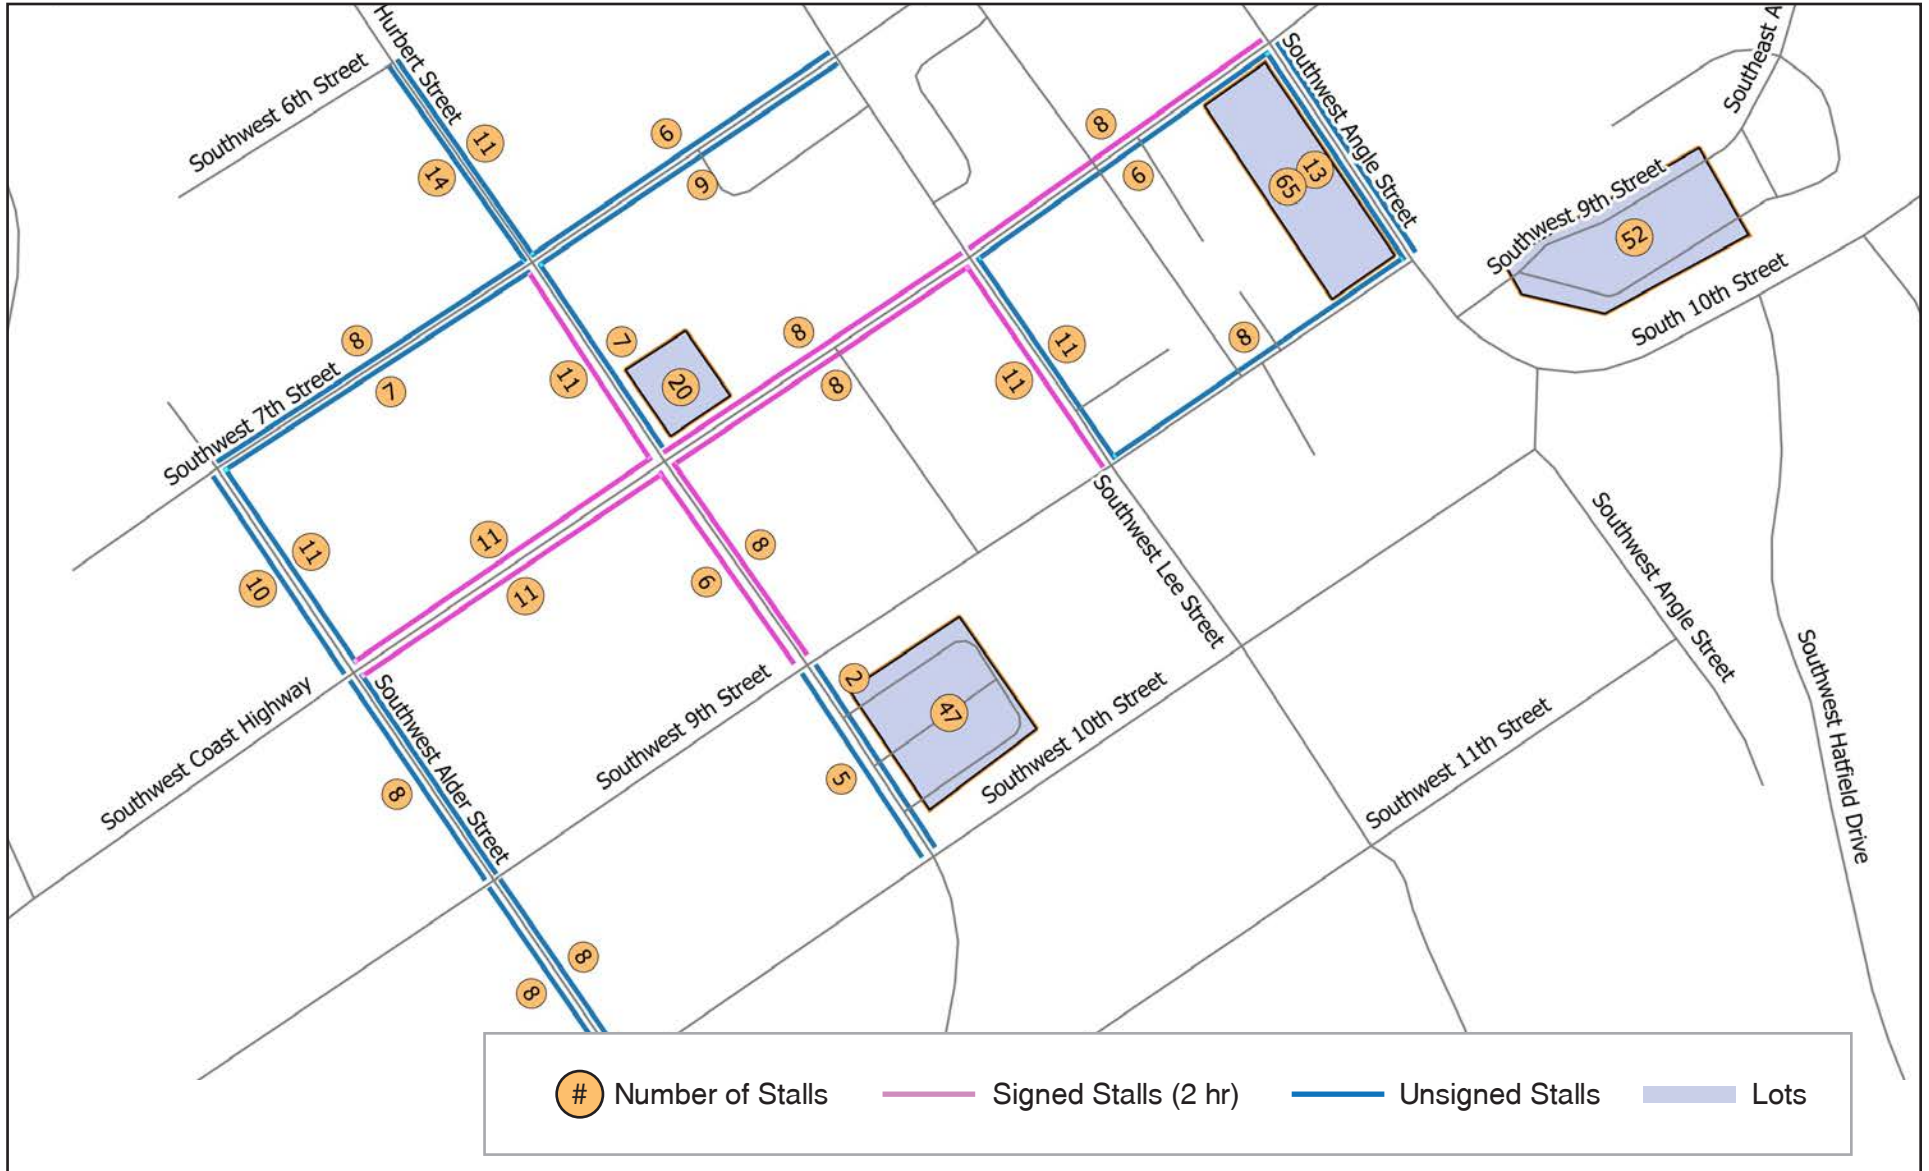 Hurbert Street
Southwest 6th Street
Southwest Angle Street
Southeast A
11
14
6
9
8
6
65
13
Southwest 9th Street
52
South 10th Street
8
7
Southwest 7th Street
7
11
20
8
8
11
11
8
11
10
11
11
8
6
Southwest Lee Street
Southwest Angle Street
Southwest Hatfield Drive
Southwest Coast Highway
Southwest Alder Street
8
Southwest 9th Street
2
47
5
Southwest 10th Street
Southwest 11th Street
8
8
# Number of Stalls Signed Stalls (2 hr) Unsigned Stalls Lots